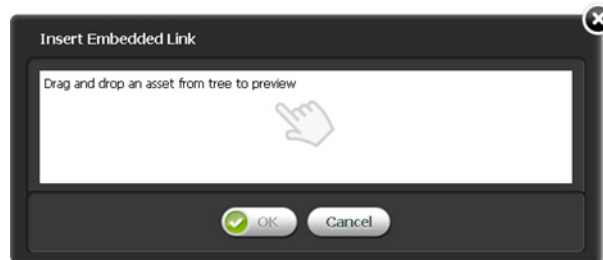 Insert Embedded Link
Drag and drop an asset from tree to preview
OK
Cancel